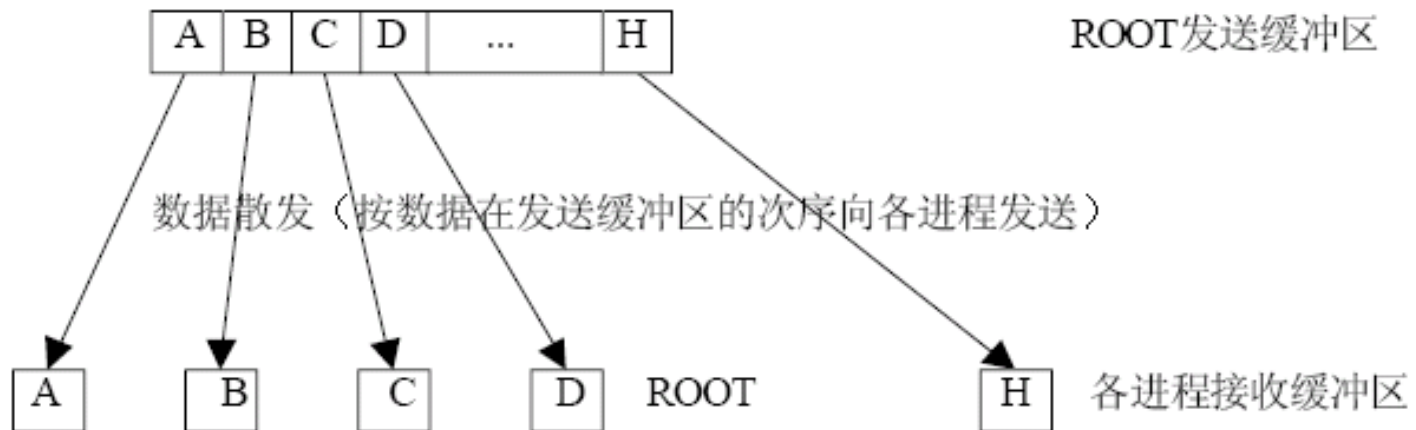 A B C D ... H ROOT发送缓冲区
数据散发（按数据在发送缓冲区的次序向各进程发送）
A B C D ROOT H 各进程接收缓冲区